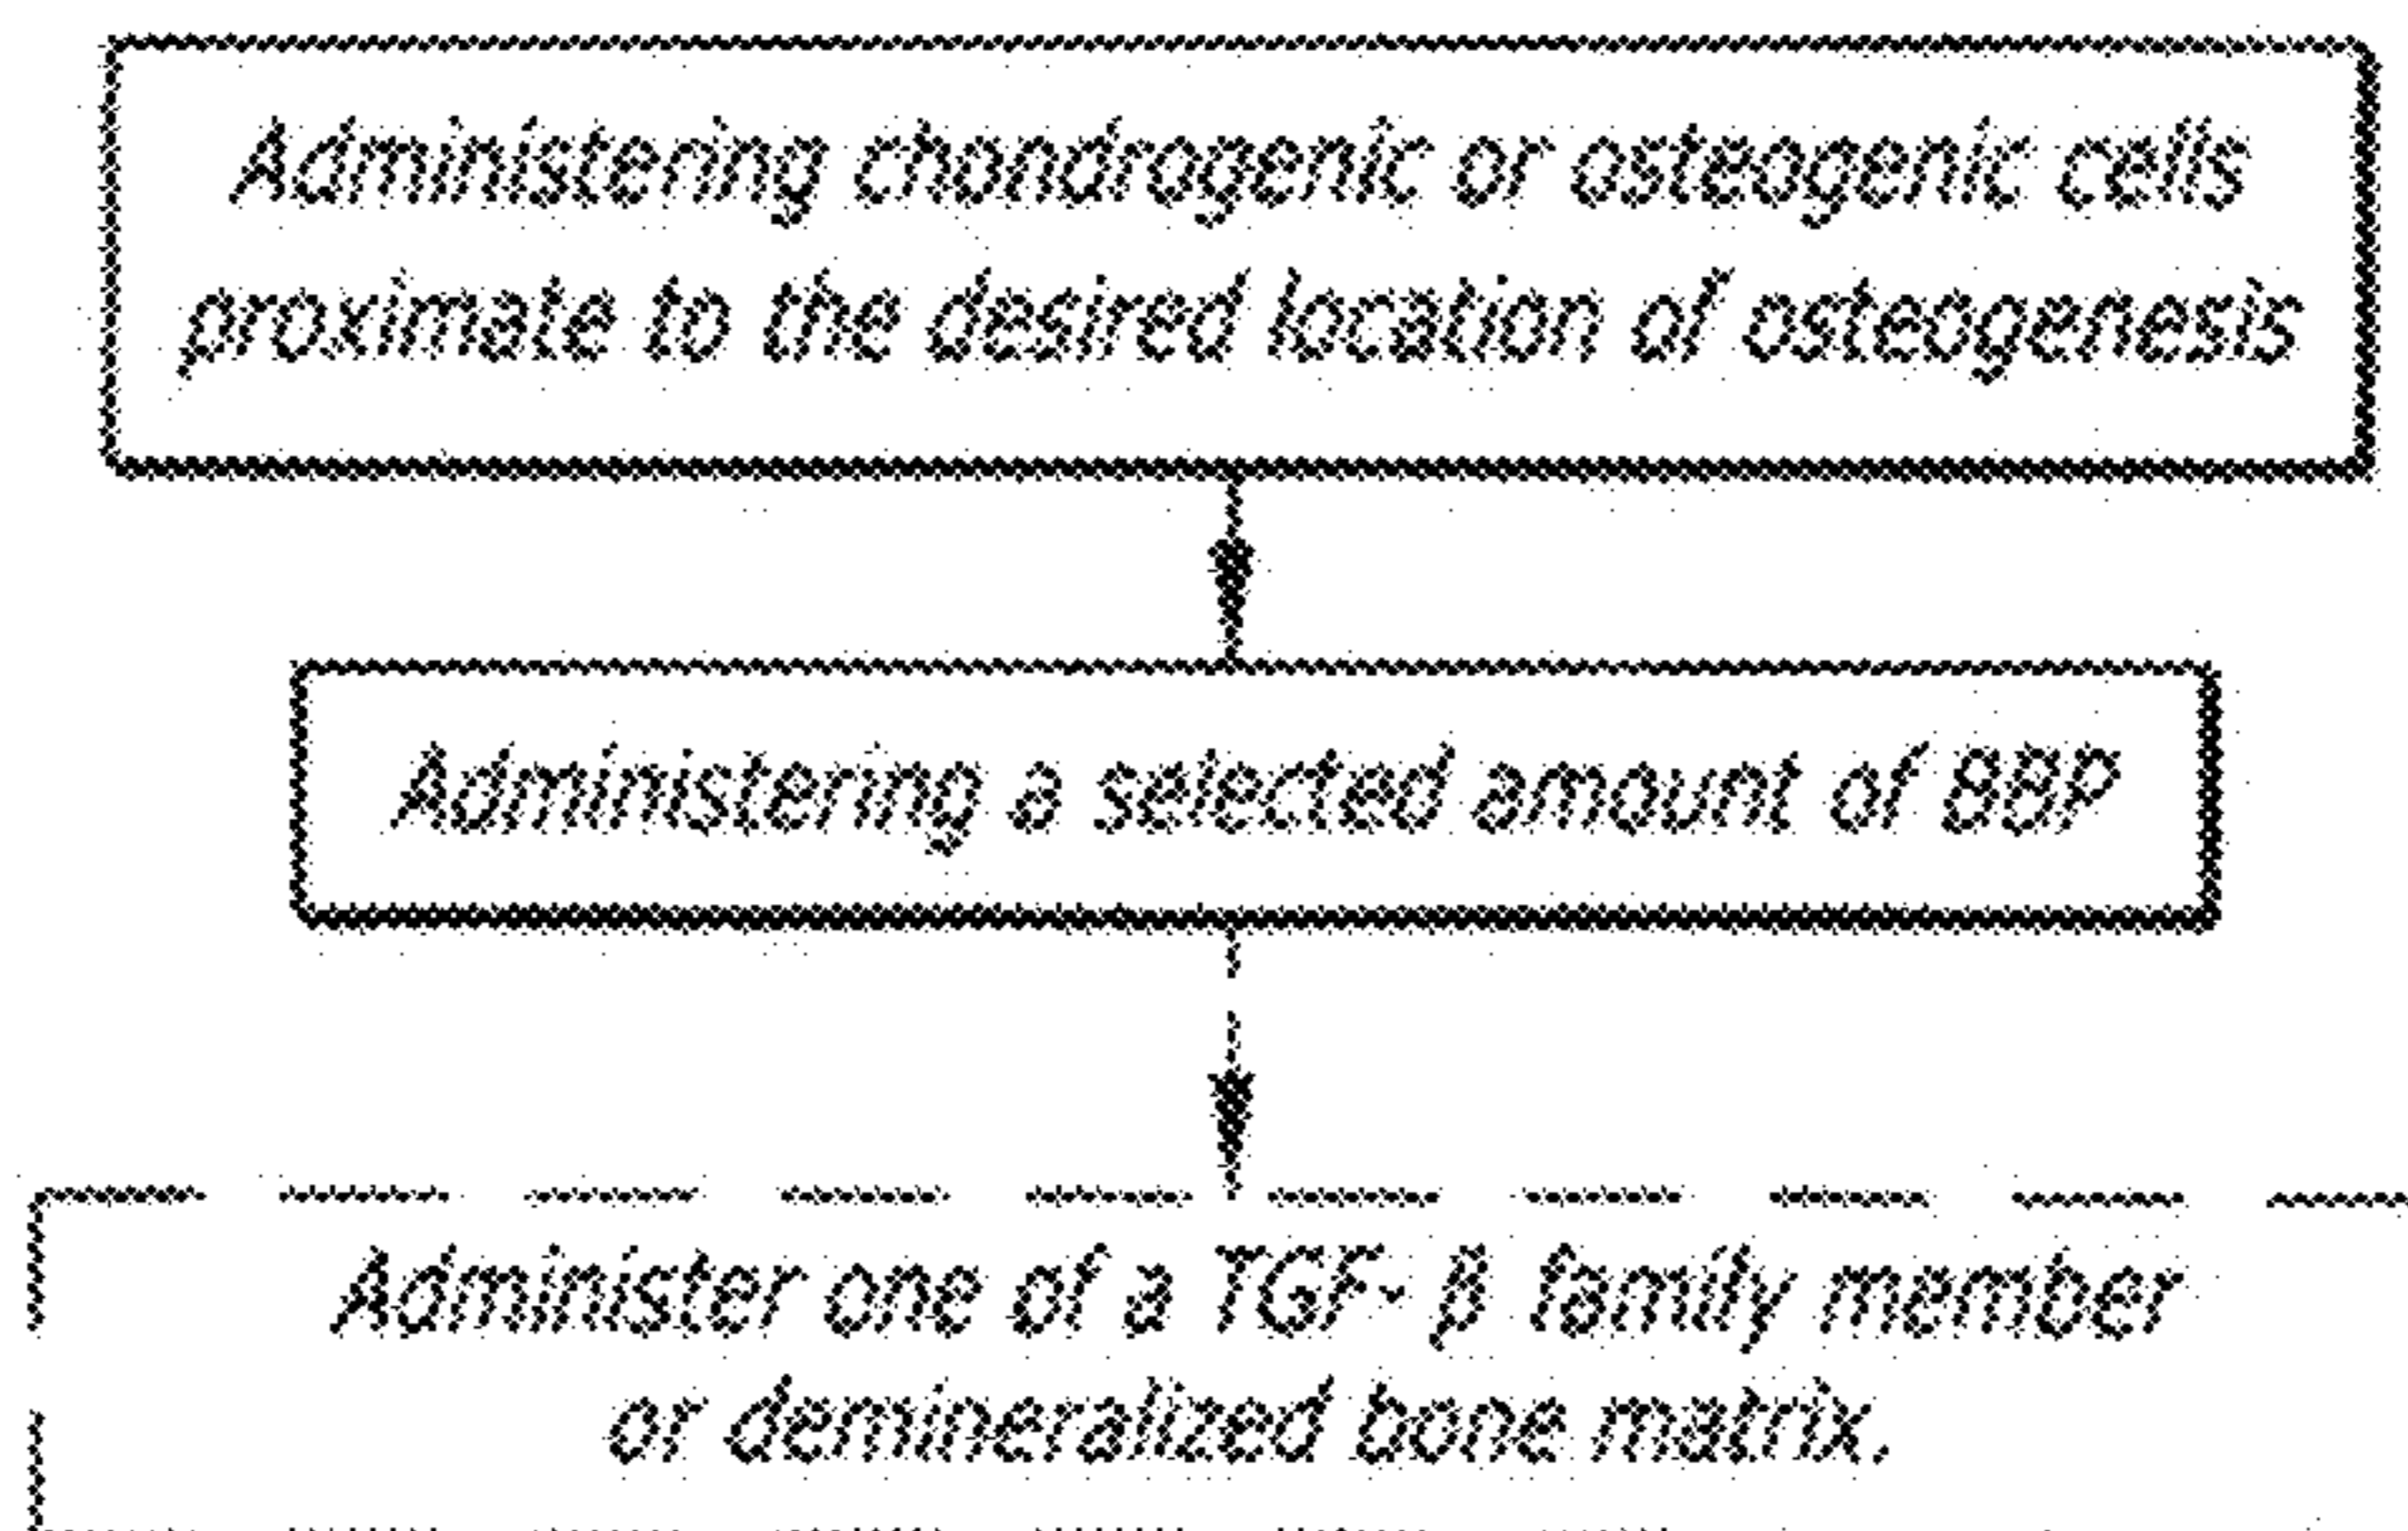 Administering chondrogenic or osteogenic cells
proximate to the desired location of osteogenesis
Administering a selected amount of BBP
Administer one of a TGF- β family member
or demineralized bone matrix.